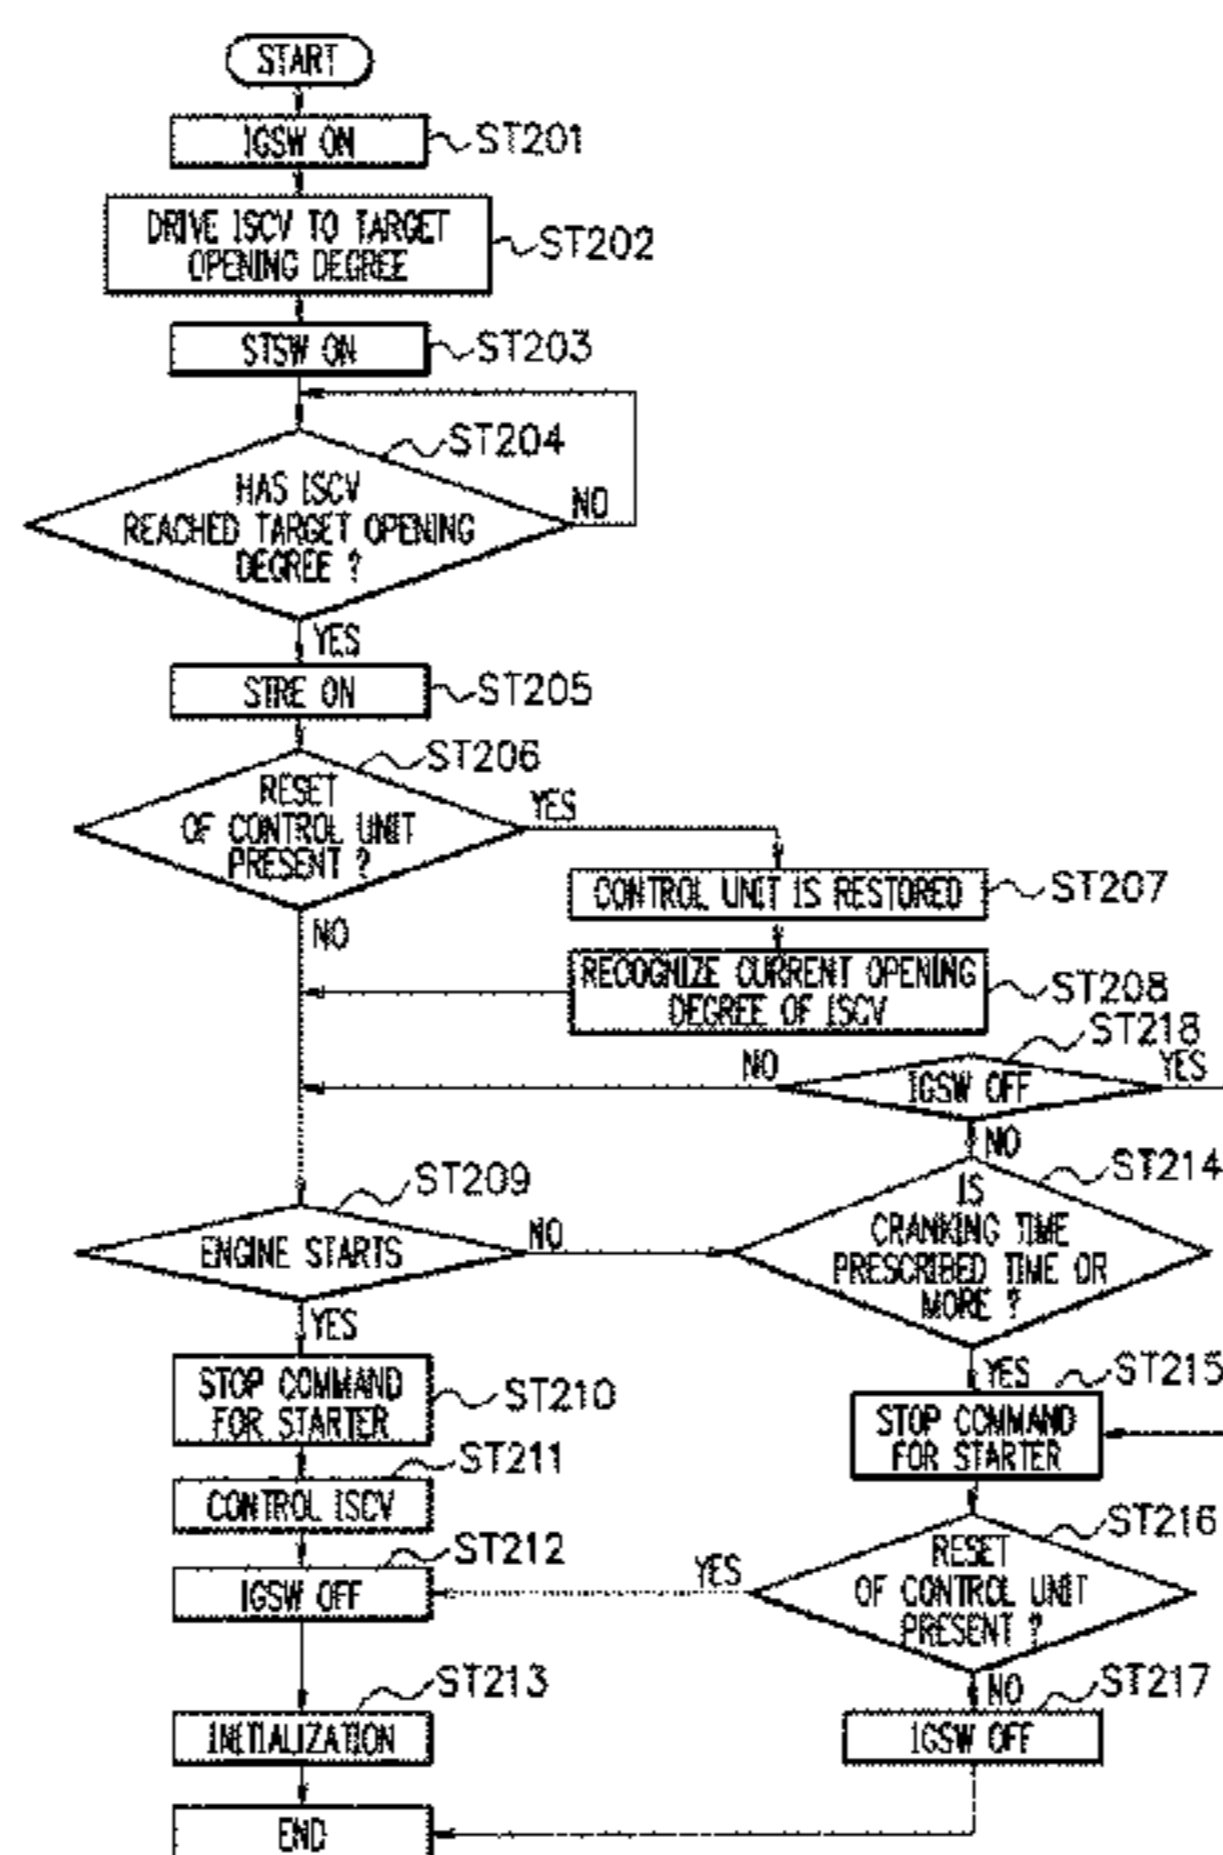 START
IGSW ON
ST201
DRIVE ISCV TO TARGET
OPENING DEGREE
ST202
STSW ON
ST203
ST204
HAS ISCV
REACHED TARGET OPENING
DEGREE ?
NO
YES
STRE ON
ST205
ST206
RESET
OF CONTROL UNIT
PRESENT ?
YES
NO
CONTROL UNIT IS RESTORED
ST207
RECOGNIZE CURRENT OPENING
DEGREE OF ISCV
ST208
ST218
NO
IGSW OFF
YES
NO
ST209
ENGINE STARTS
NO
ST214
IS
CRANKING TIME
PRESCRIBED TIME OR
MORE ?
YES
YES
STOP COMMAND
FOR STARTER
ST210
ST215
STOP COMMAND
FOR STARTER
ST211
CONTROL ISCV
ST212
IGSW OFF
YES
ST216
RESET
OF CONTROL UNIT
PRESENT ?
NO
ST213
INITIALIZATION
ST217
IGSW OFF
END